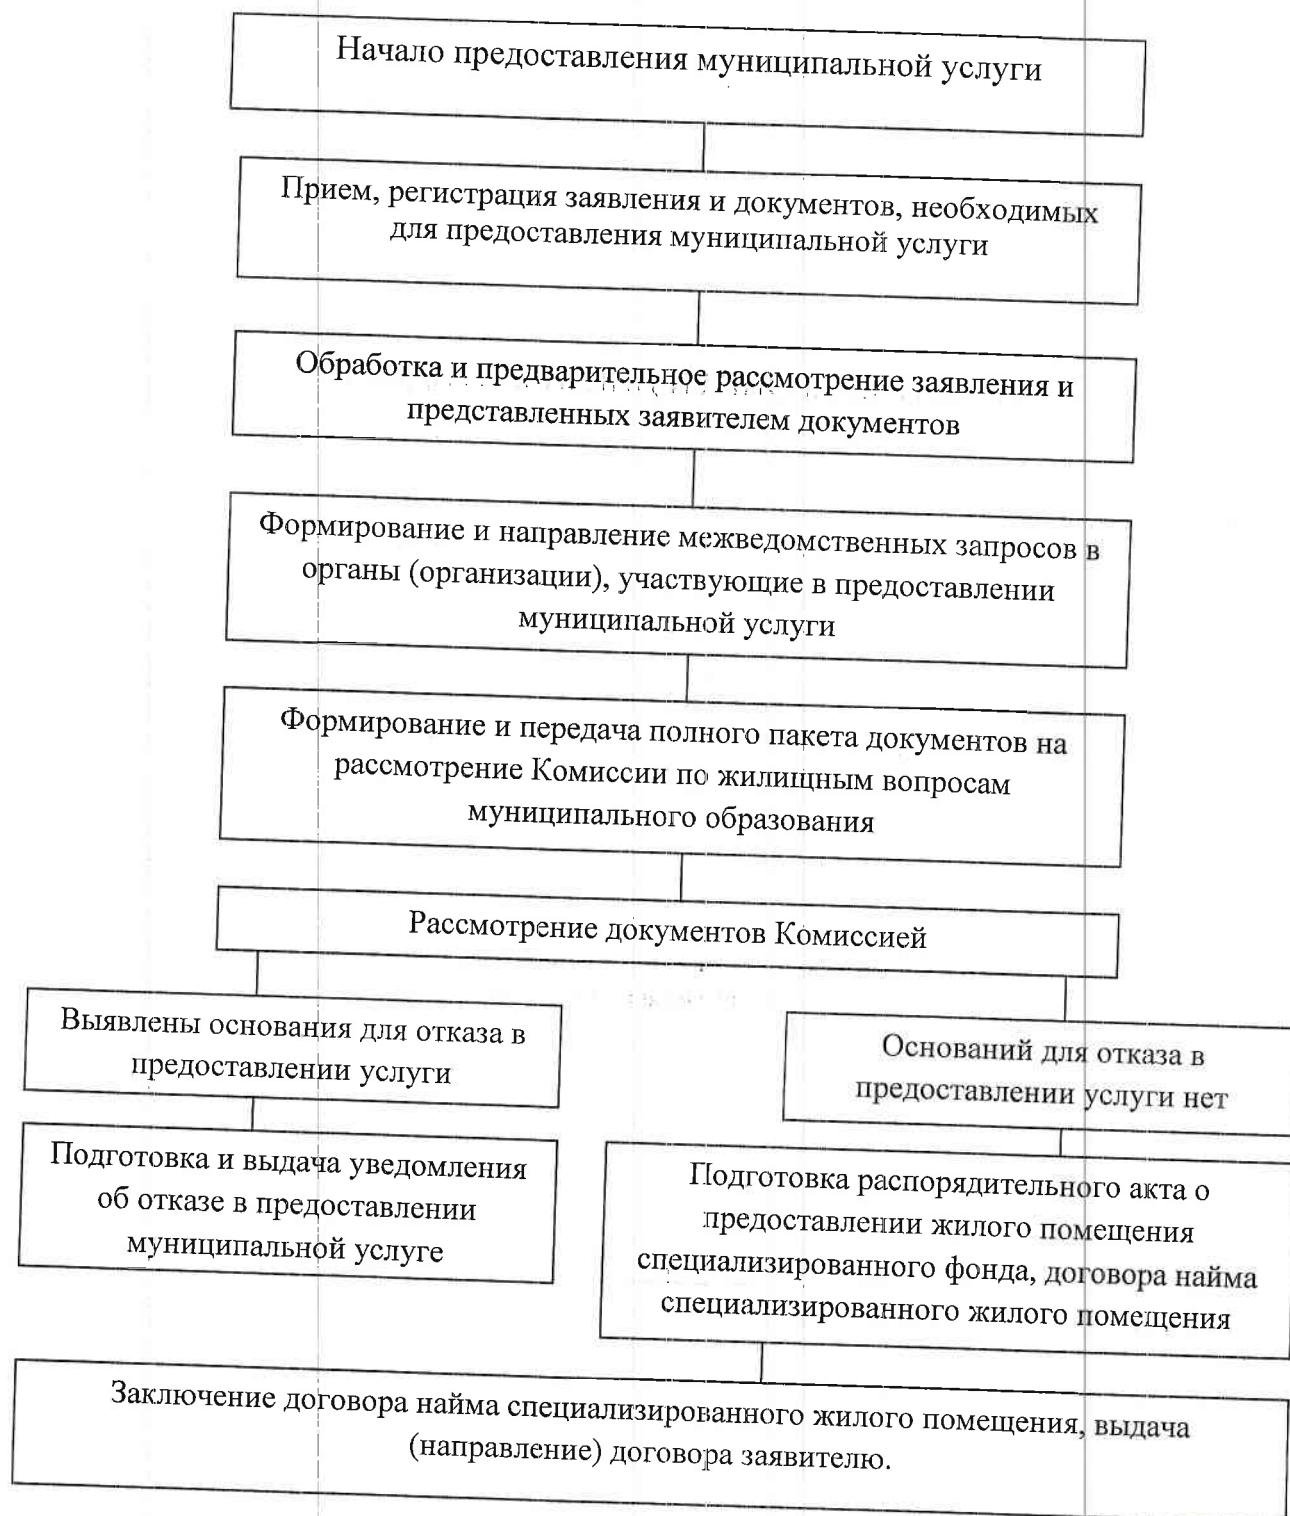 Начало предоставления муниципальной услуги
Прием, регистрация заявления и документов, необходимых
для предоставления муниципальной услуги
Обработка и предварительное рассмотрение заявления и
представленных заявителем документов
Формирование и направление межведомственных запросов в
органы (организации), участвующие в предоставлении
муниципальной услуги
Формирование и передача полного пакета документов на
рассмотрение Комиссии по жилищным вопросам
муниципального образования
Рассмотрение документов Комиссией
Выявлены основания для отказа в
предоставлении услуги
Оснований для отказа в
предоставлении услуги нет
Подготовка и выдача уведомления
об отказе в предоставлении
муниципальной услуге
Подготовка распорядительного акта о
предоставлении жилого помещения
специализированного фонда, договора найма
специализированного жилого помещения
Заключение договора найма специализированного жилого помещения, выдача
(направление) договора заявителю.